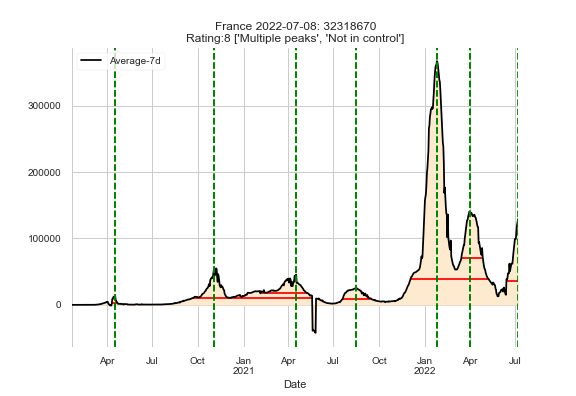 France 2022-07-08: 32318670
Rating:8 ['Multiple peaks', 'Not in control']
Average-7d
300000
200000
100000
0
Apr Jul Oct Jan Apr Jul Oct Jan Apr Jul
2021 2022
Date